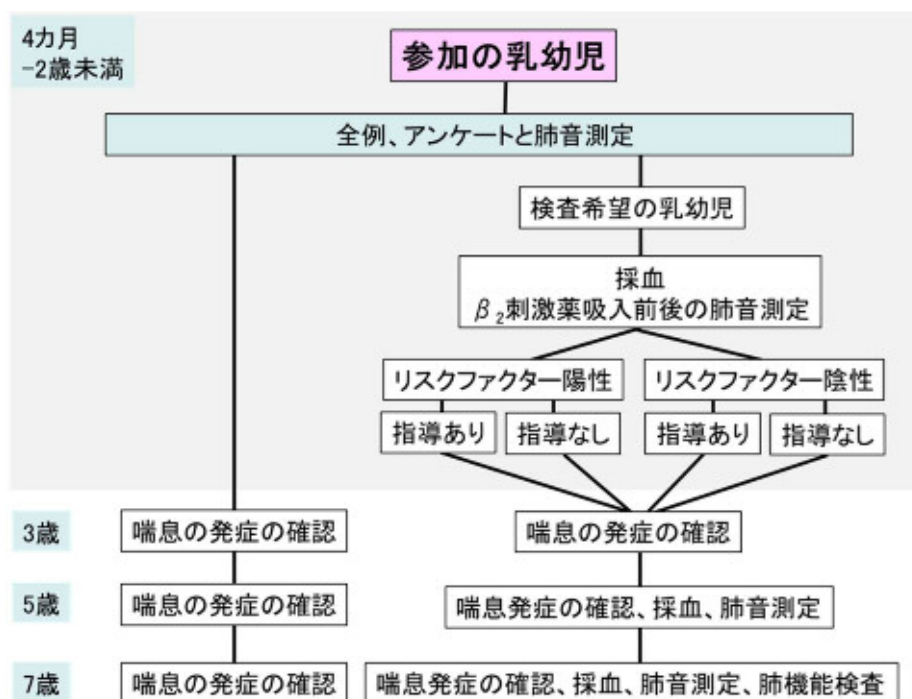 4カ月
-2歳未満
参加の乳幼児
全例、アンケートと肺音測定
検査希望の乳幼児
採血
β₂刺激薬吸入前後の肺音測定
リスクファクター陽性
リスクファクター陰性
指導あり
指導なし
指導あり
指導なし
3歳
喘息の発症の確認
喘息の発症の確認
5歳
喘息の発症の確認
喘息発症の確認、採血、肺音測定
7歳
喘息の発症の確認
喘息発症の確認、採血、肺音測定、肺機能検査